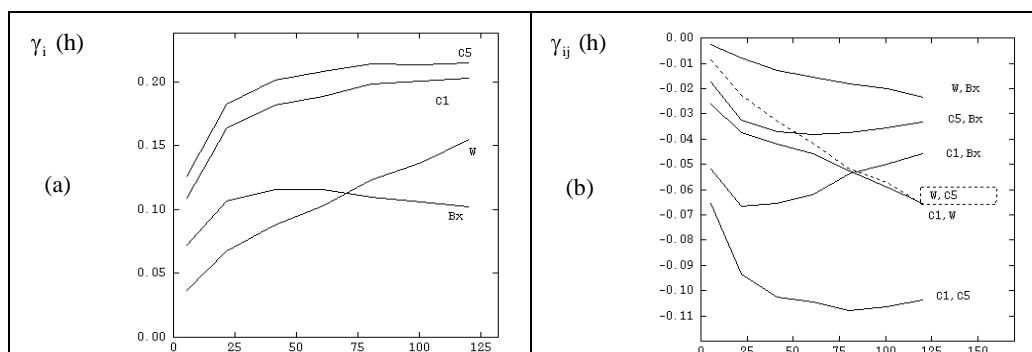 γi (h)
C5
0.20
C1
0.15
W
(a)
0.10
Bx
0.05
0.00
0 25 50 75 100 125
γij (h)
0.00
-0.01
-0.02
W,Bx
-0.03
C5,Bx
-0.04
C1,Bx
-0.05
(b)
-0.06
W,C5
-0.07
C1,W
-0.08
-0.09
-0.10
C1,C5
-0.11
0 25 50 75 100 125 150